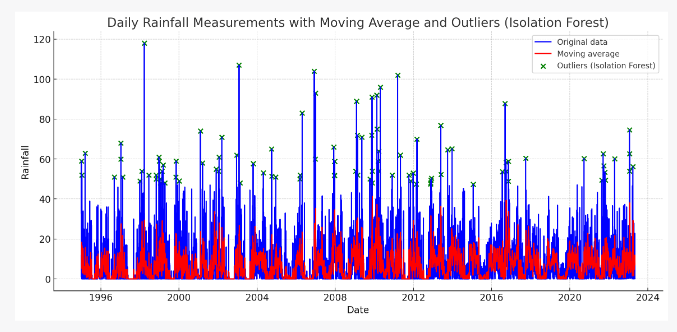 Daily Rainfall Measurements with Moving Average and Outliers (Isolation Forest)
Original data
Moving average
Outliers (Isolation Forest)
Rainfall
120
100
80
60
40
20
0
1996 2000 2004 2008 2012 2016 2020 2024
Date